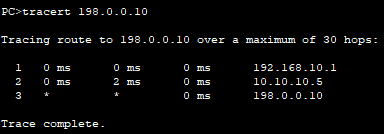 PC>tracert 198.0.0.10
Tracing route to 198.0.0.10 over a maximum of 30 hops:
1 0 ms 0 ms 0 ms 192.168.10.1
2 0 ms 2 ms 0 ms 10.10.10.5
3 * * 0 ms 198.0.0.10
Trace complete.